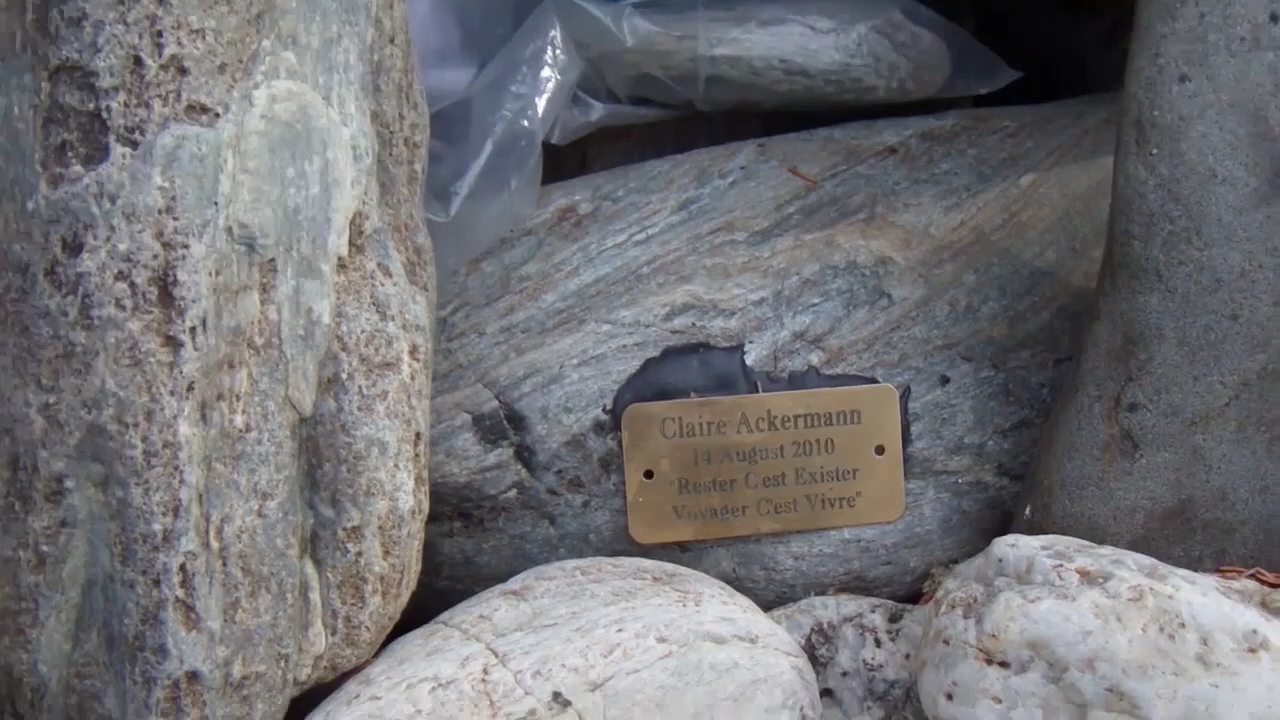 Claire Ackermann
14 August 2010
"Rester C'est Exister
Voyager C'est Vivre"